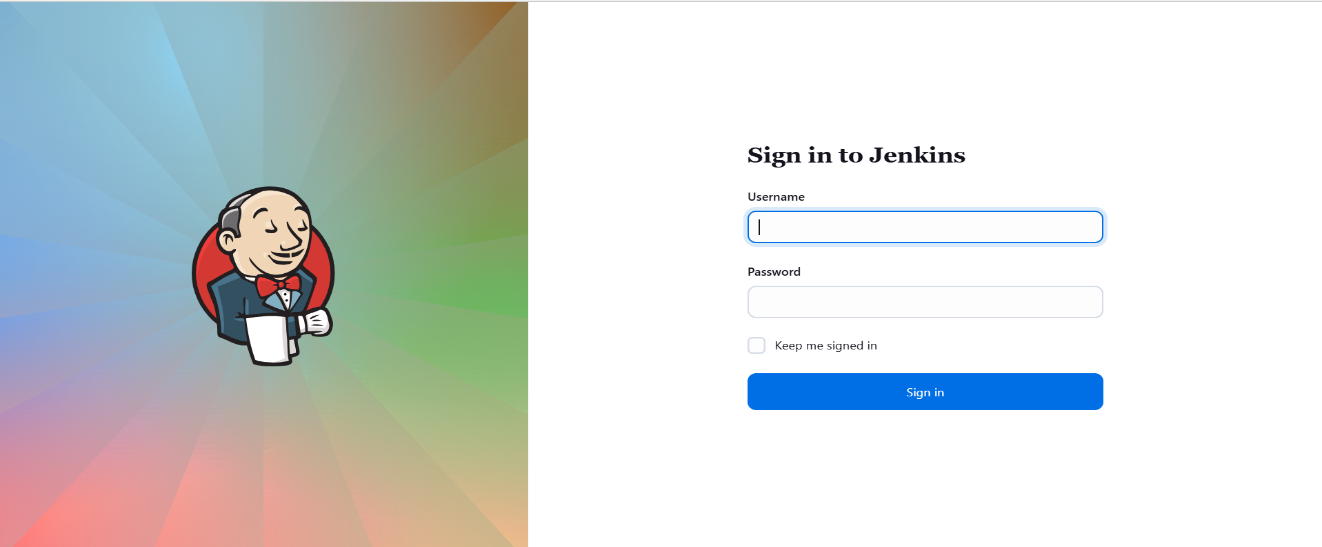 Sign in to Jenkins
Username
Password
Keep me signed in
Sign in